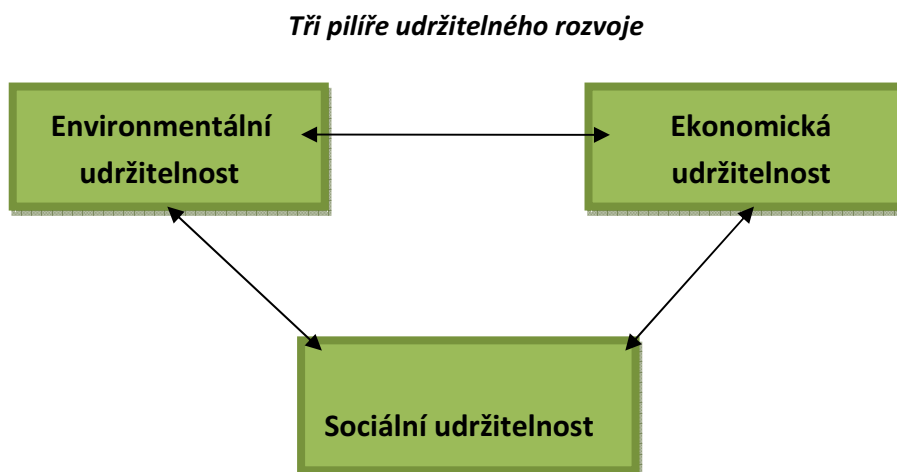 Tři pilíře udržitelného rozvoje
Environmentální
udržitelnost
Ekonomická
udržitelnost
Sociální udržitelnost